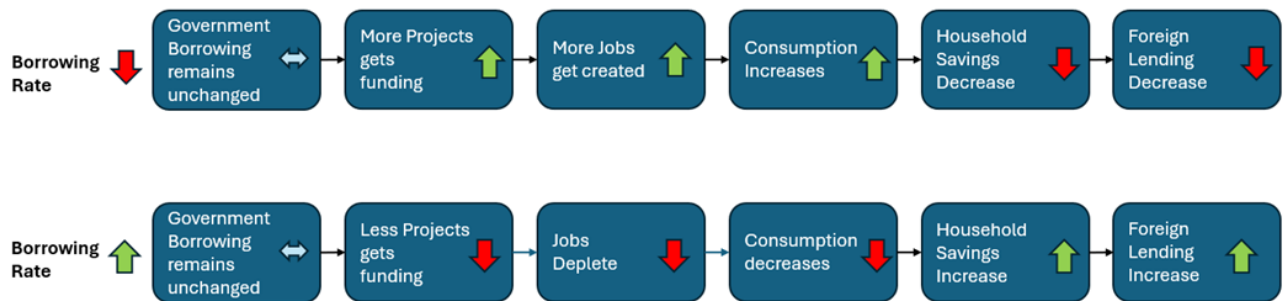 Borrowing
Rate
Government
Borrowing
remains
unchanged
More Projects
gets
funding
More Jobs
get created
Consumption
Increases
Household
Savings
Decrease
Foreign
Lending
Decrease
Borrowing
Rate
Government
Borrowing
remains
unchanged
Less Projects
gets
funding
Jobs
Deplete
Consumption
decreases
Household
Savings
Increase
Foreign
Lending
Increase